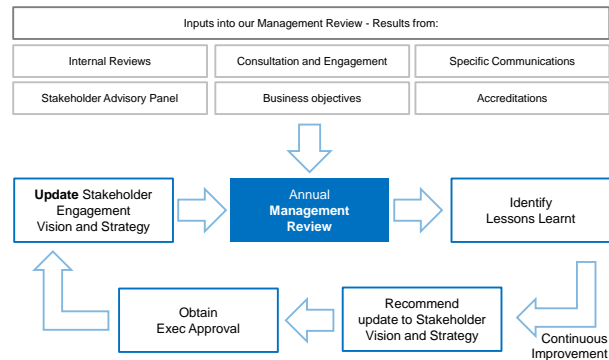 Inputs into our Management Review - Results from:
Internal Reviews
Consultation and Engagement
Specific Communications
Stakeholder Advisory Panel
Business objectives
Accreditations
Update Stakeholder
Engagement
Vision and Strategy
Annual
Management
Review
Identify
Lessons Learnt
Obtain
Exec Approval
Recommend
update to Stakeholder
Vision and Strategy
Continuous
Improvement